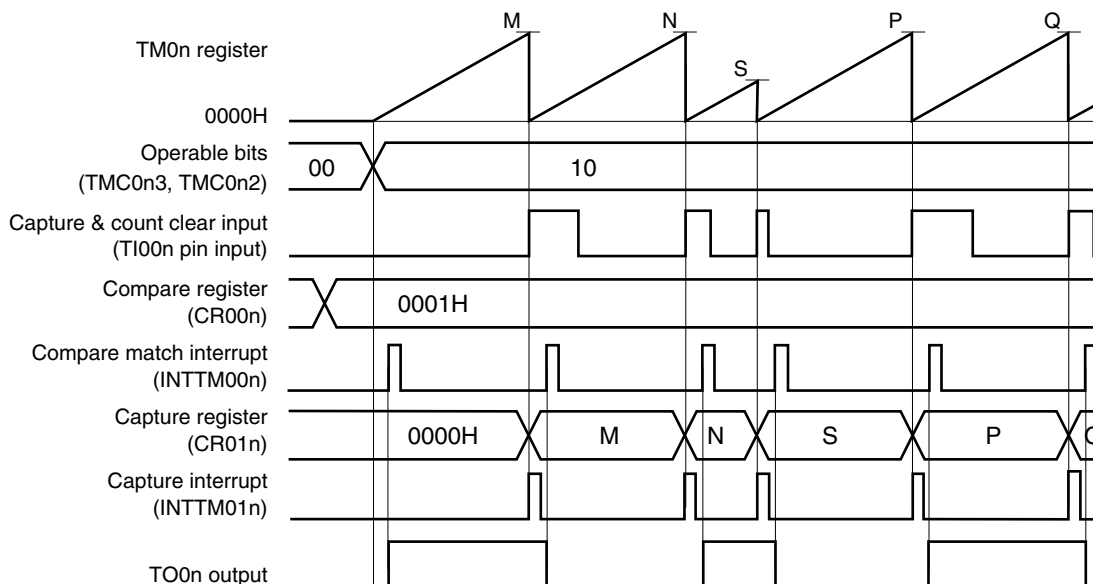 M N S P Q
TM0n register
0000H
Operable bits
(TMC0n3, TMC0n2)
00 10
Capture & count clear input
(TI00n pin input)
Compare register
(CR00n)
0001H
Compare match interrupt
(INTTM00n)
Capture register
(CR01n)
0000H M N S P
Capture interrupt
(INTTM01n)
TO0n output